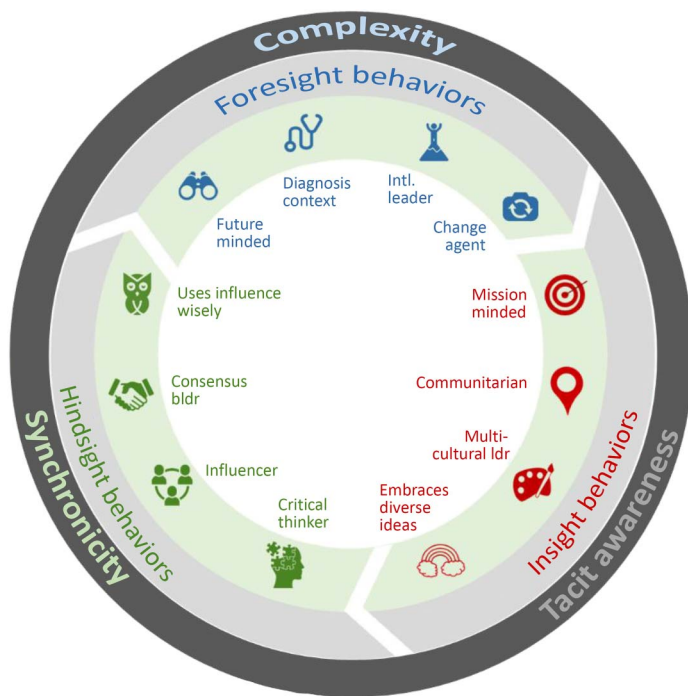 Complexity
Foresight behaviors
Diagnosis
context
Intl.
leader
Future
minded
Change
agent
Uses influence
wisely
Mission
minded
Consensus
bldr
Communitarian
Multi-
cultural ldr
Influencer
Embraces
diverse
ideas
Critical
thinker
Hindsight behaviors
Synchronicity
Insight behaviors
Tacit awareness